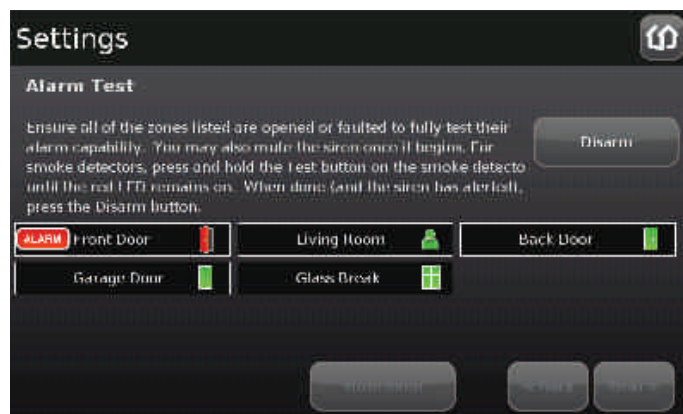 Settings
Alarm Test
Ensure all of the zones listed are opened or faulted to fully test their
alarm capability. You may also mute the siren once it begins. For
smoke detectors, press and hold the Test button on the smoke detecto
until the red LED remains on. When done (and the siren has alerted),
press the Disarm button.
Disarm
ALARM Front Door
Living Room
Back Door
Garage Door
Glass Break